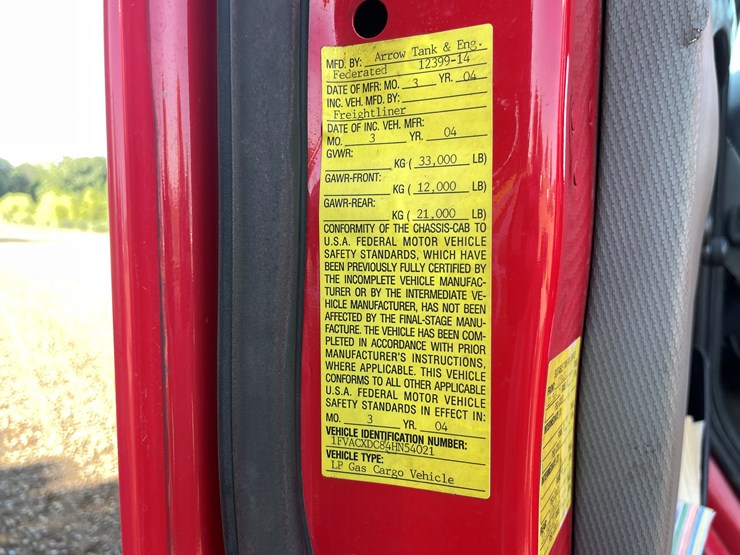 MFD. BY: Arrow Tank & Eng.
Federated 12399-14
DATE OF MFR: MO. 3 YR. 04
INC. VEH. MFD. BY:
Freightliner
DATE OF INC. VEH. MFR:
MO. 3 YR. 04
GVWR:
KG ( 33,000 LB)
GAWR-FRONT:
KG ( 12,000 LB)
GAWR-REAR:
KG ( 21,000 LB)
CONFORMITY OF THE CHASSIS-CAB TO
U.S.A. FEDERAL MOTOR VEHICLE
SAFETY STANDARDS, WHICH HAVE
BEEN PREVIOUSLY FULLY CERTIFIED BY
THE INCOMPLETE VEHICLE MANUFAC-
TURER OR BY THE INTERMEDIATE VE-
HICLE MANUFACTURER, HAS NOT BEEN
AFFECTED BY THE FINAL-STAGE MANU-
FACTURE. THE VEHICLE HAS BEEN COM-
PLETED IN ACCORDANCE WITH PRIOR
MANUFACTURER'S INSTRUCTIONS,
WHERE APPLICABLE. THIS VEHICLE
CONFORMS TO ALL OTHER APPLICABLE
U.S.A. FEDERAL MOTOR VEHICLE
SAFETY STANDARDS IN EFFECT IN:
MO. 3 YR. 04
VEHICLE IDENTIFICATION NUMBER:
1FVACXDC84HN54021
VEHICLE TYPE:
LP Gas Cargo Vehicle